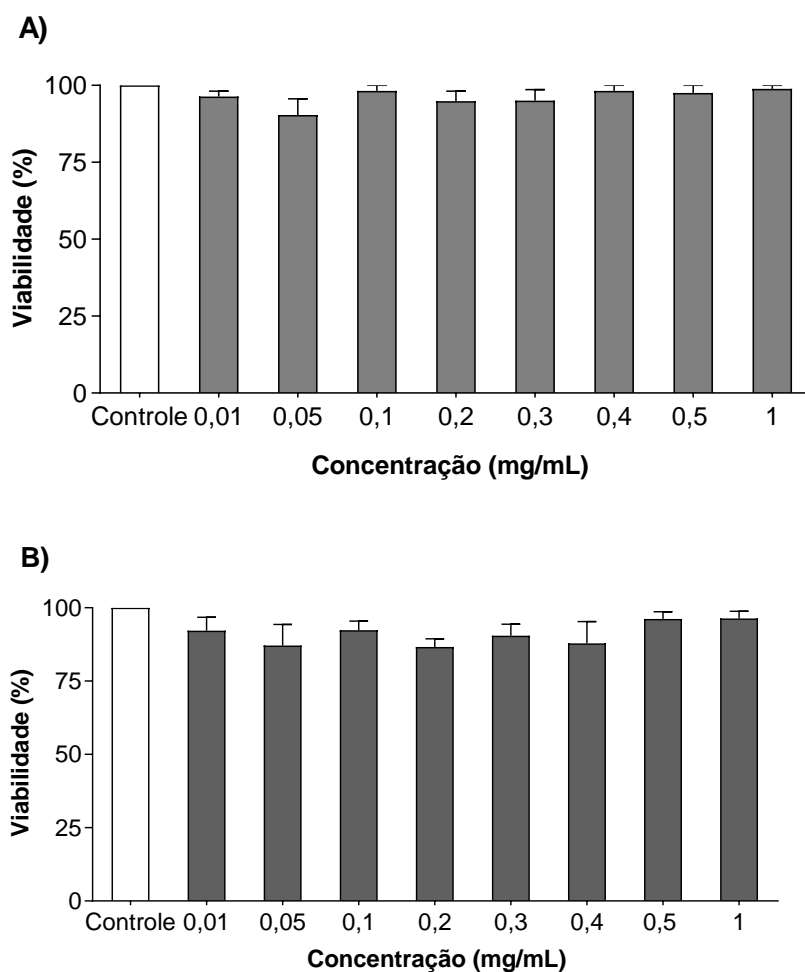 A)
Viabilidade (%)
100
75
50
25
0
Controle 0,01 0,05 0,1 0,2 0,3 0,4 0,5 1
Concentração (mg/mL)
B)
Viabilidade (%)
100
75
50
25
0
Controle 0,01 0,05 0,1 0,2 0,3 0,4 0,5 1
Concentração (mg/mL)